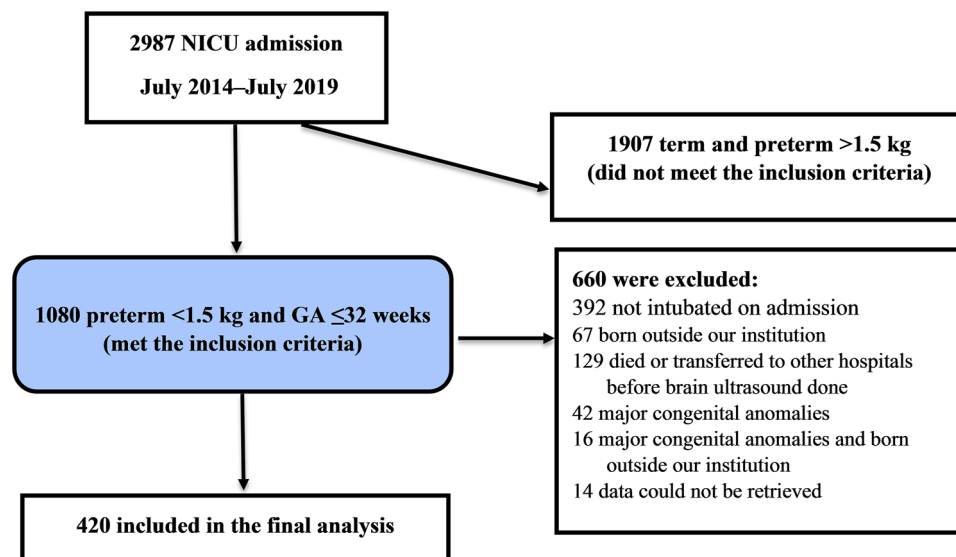 2987 NICU admission
July 2014–July 2019
1907 term and preterm >1.5 kg
(did not meet the inclusion criteria)
1080 preterm <1.5 kg and GA ≤32 weeks
(met the inclusion criteria)
660 were excluded:
392 not intubated on admission
67 born outside our institution
129 died or transferred to other hospitals
before brain ultrasound done
42 major congenital anomalies
16 major congenital anomalies and born
outside our institution
14 data could not be retrieved
420 included in the final analysis